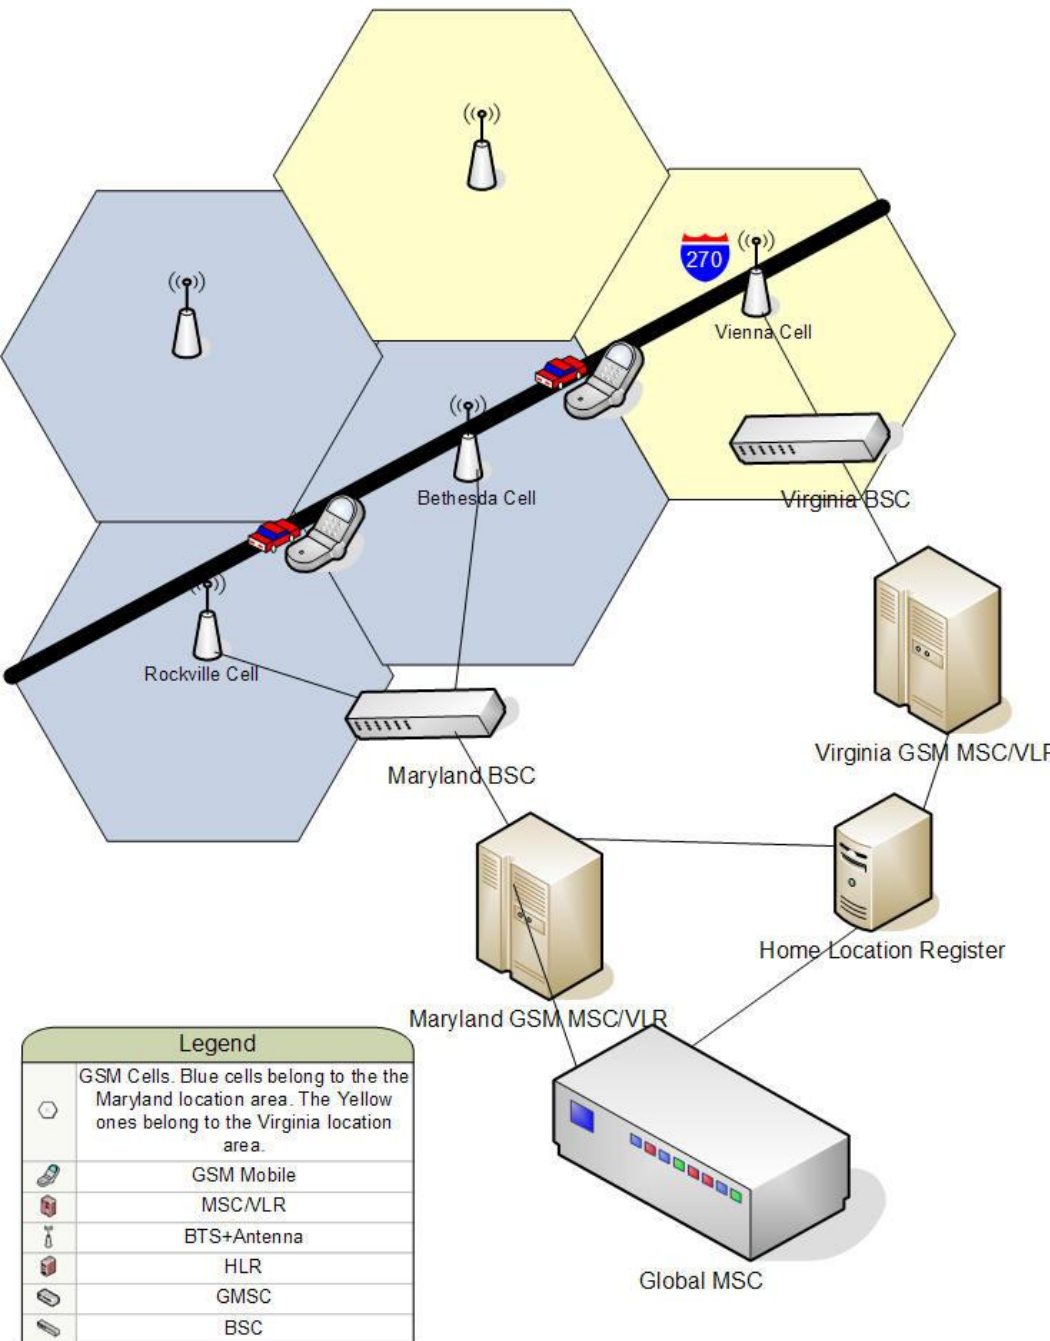 270
Vienna Cell
Bethesda Cell
Virginia BSC
Rockville Cell
Virginia GSM MSC/VLR
Maryland BSC
Home Location Register
Maryland GSM MSC/VLR
Global MSC
Legend
GSM Cells. Blue cells belong to the the
Maryland location area. The Yellow
ones belong to the Virginia location
area.
GSM Mobile
MSC/VLR
BTS+Antenna
HLR
GMSC
BSC